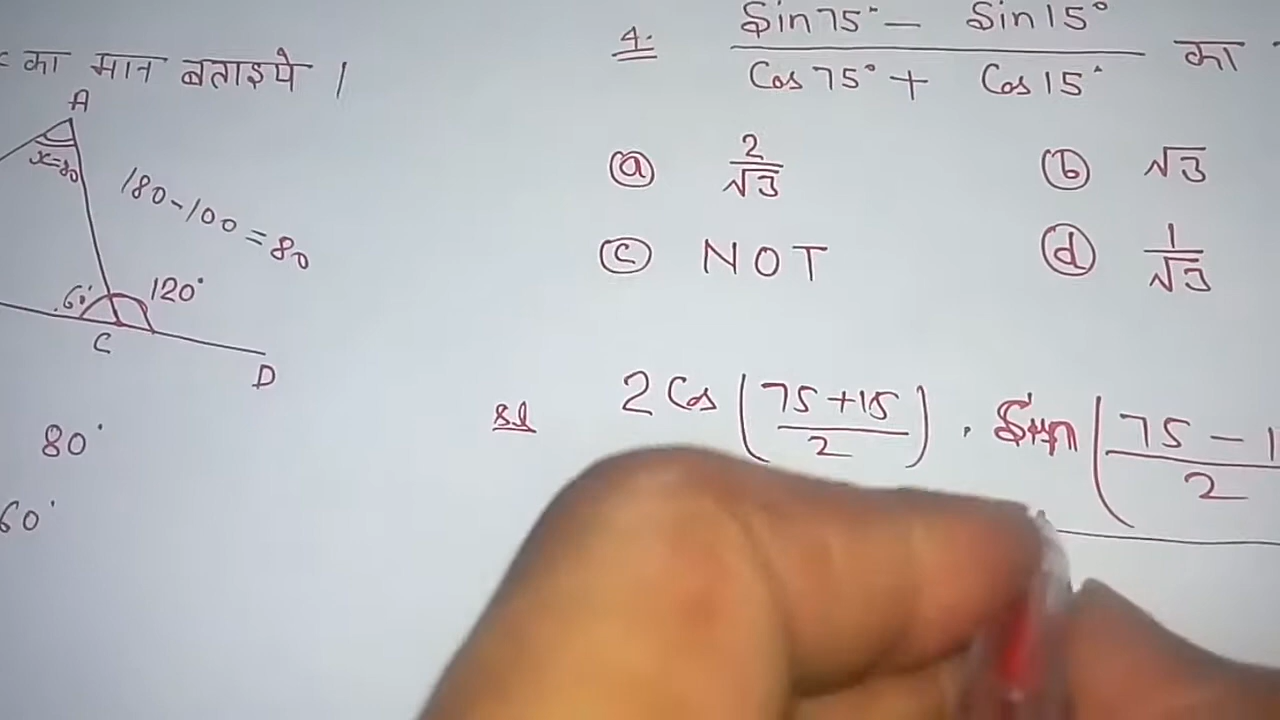 का मान बताइये ।
A
x=80
180-100=80
60°
120°
C
D
80°
60°
4. Sin75° - Sin15°
Cos75° + Cos15° का
(a) 2/√3
(b) √3
(c) NOT
(d) 1/√3
2 Cos (75+15/2) . Sin (75-1
2